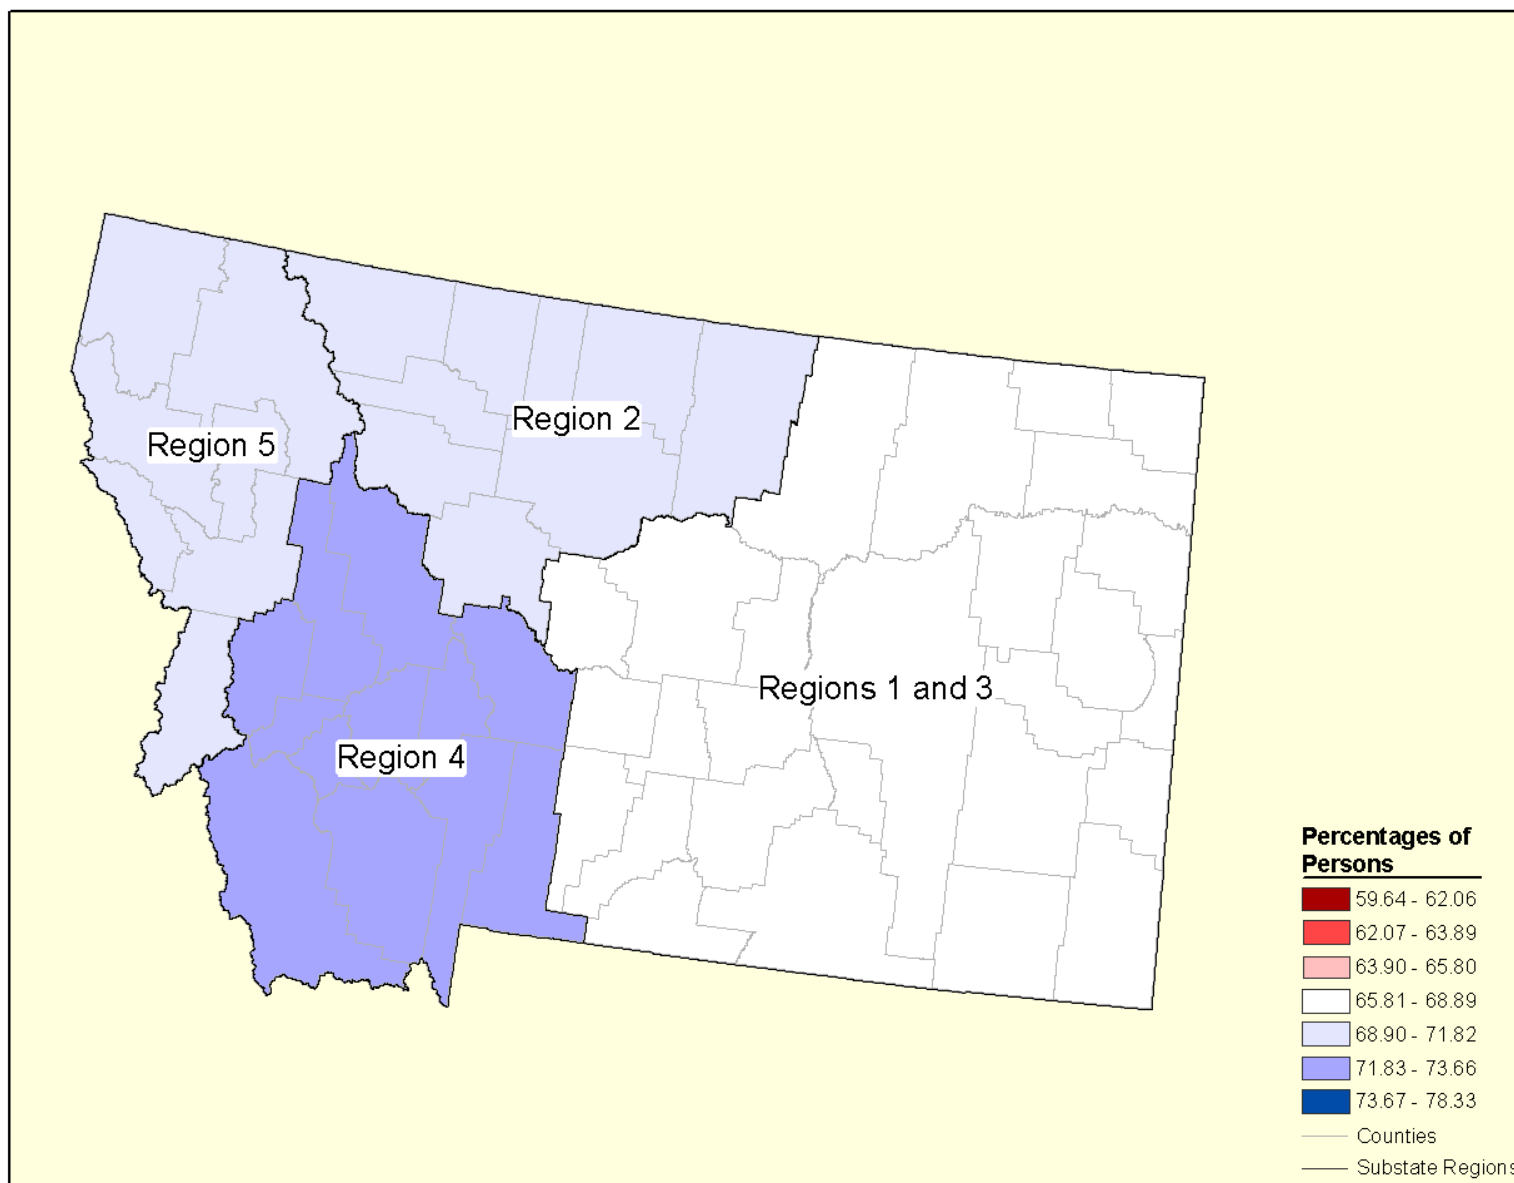 Region 2
Region 5
Regions 1 and 3
Region 4
Percentages of
Persons
59.64 - 62.06
62.07 - 63.89
63.90 - 65.80
65.81 - 68.89
68.90 - 71.82
71.83 - 73.66
73.67 - 78.33
Counties
Substate Regions